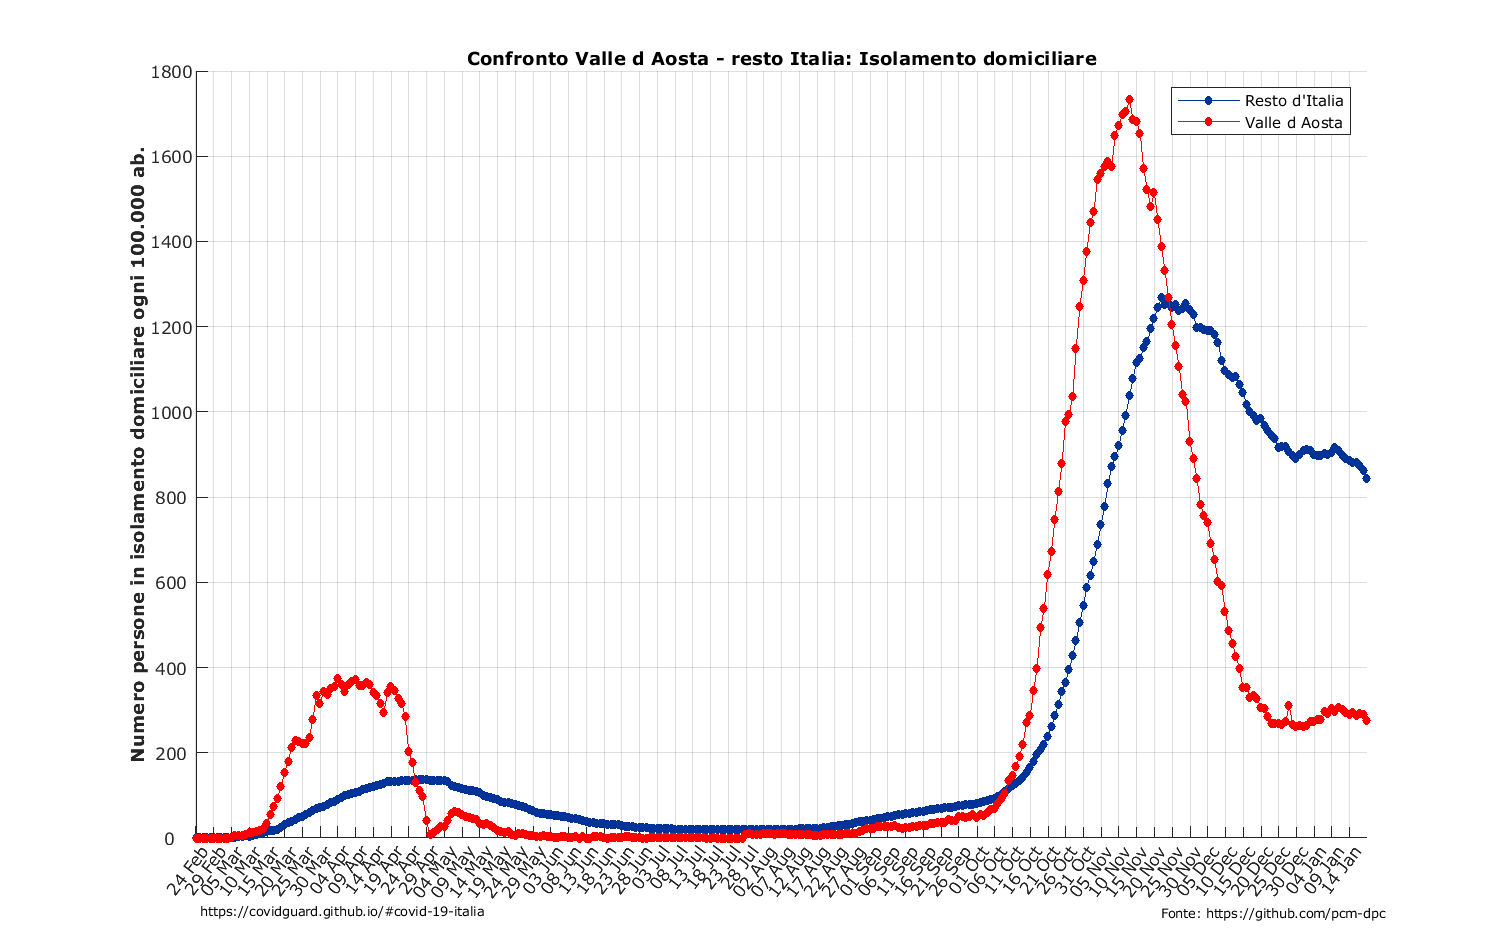 Confronto Valle d Aosta - resto Italia: Isolamento domiciliare
Numero persone in isolamento domiciliare ogni 100.000 ab.
1800
1600
1400
1200
1000
800
600
400
200
0
Resto d'Italia
Valle d Aosta
24 Feb
29 Feb
05 Mar
10 Mar
15 Mar
20 Mar
25 Mar
30 Mar
04 Apr
09 Apr
14 Apr
19 Apr
24 Apr
29 Apr
04 May
09 May
14 May
19 May
24 May
29 May
03 Jun
08 Jun
13 Jun
18 Jun
23 Jun
28 Jun
03 Jul
08 Jul
13 Jul
18 Jul
23 Jul
28 Jul
02 Aug
07 Aug
12 Aug
17 Aug
22 Aug
27 Aug
01 Sep
06 Sep
11 Sep
16 Sep
21 Sep
26 Sep
01 Oct
06 Oct
11 Oct
16 Oct
21 Oct
26 Oct
31 Oct
05 Nov
10 Nov
15 Nov
20 Nov
25 Nov
30 Nov
05 Dec
10 Dec
15 Dec
20 Dec
25 Dec
30 Dec
04 Jan
09 Jan
14 Jan
https://covidguard.github.io/#covid-19-italia
Fonte: https://github.com/pcm-dpc